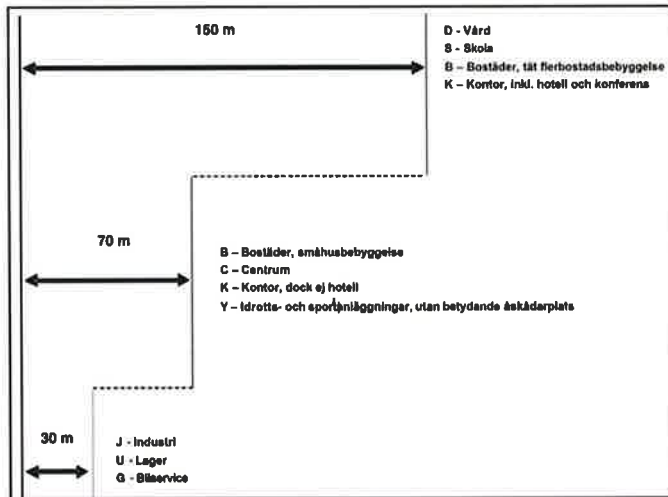 150 m
D - Vård
S - Skola
B – Bostäder, tät flerbostadsbebyggelse
K – Kontor, inkl. hotell och konferens
70 m
B – Bostäder, småhusbebyggelse
C – Centrum
K – Kontor, dock ej hotell
Y – Idrotts- och sportanläggningar, utan betydande åskådarplats
30 m
J - Industri
U - Lager
G - Bilservice